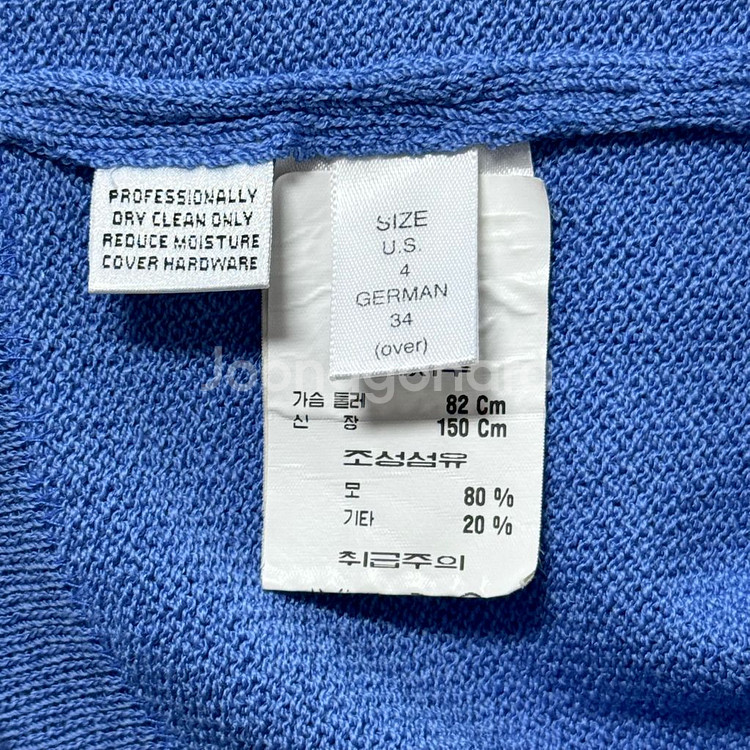 PROFESSIONALLY
DRY CLEAN ONLY
REDUCE MOISTURE
COVER HARDWARE
SIZE
U.S.
4
GERMAN
34
(over)
가슴 둘레 82 Cm
신 장 150 Cm
조성섬유
모 80 %
기타 20 %
취급주의